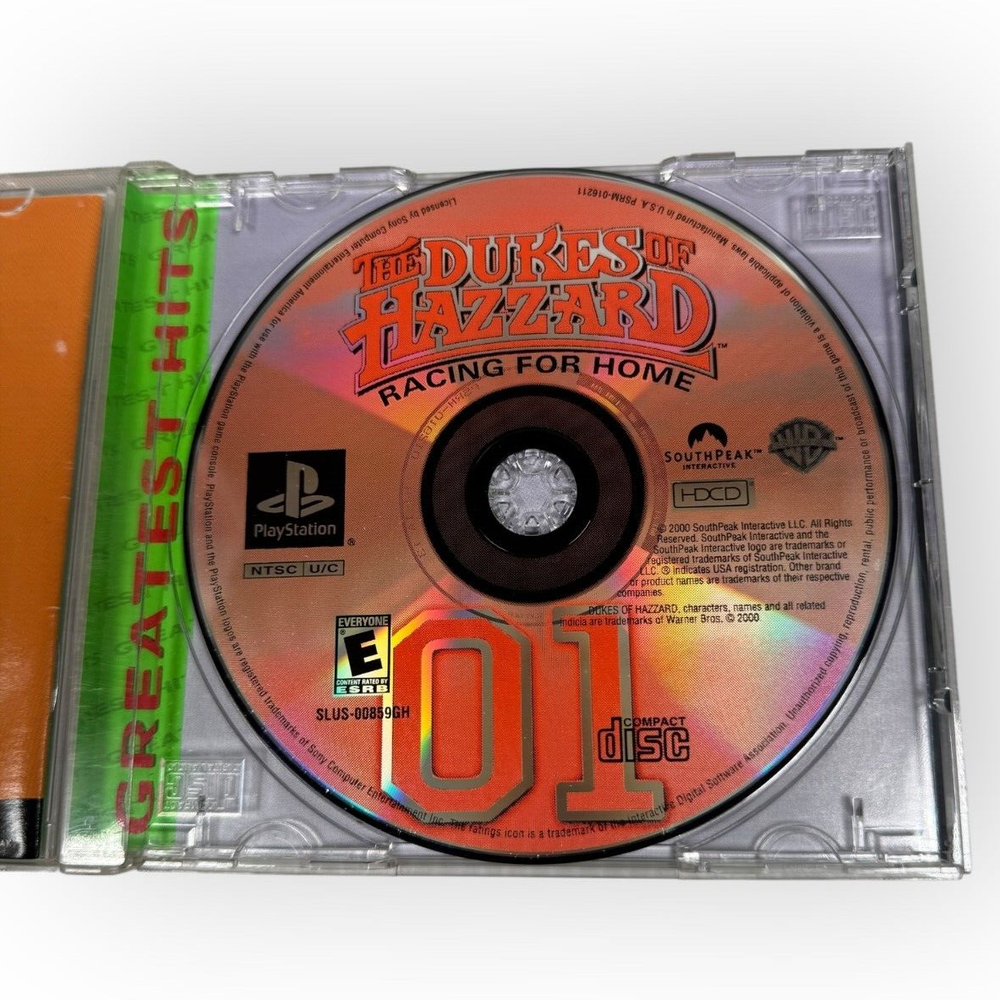 GREATEST HITS
Licensed by Sony Computer Entertainment America for use with the PlayStation game console. PlayStation and the PlayStation logos are registered trademarks of Sony Computer Entertainment Inc. The ratings icon is a trademark of the Interactive Digital Software Association. Unauthorized copying, reproduction, rental, public performance or broadcast of this game is a violation of applicable laws. Manufactured in U.S.A. PSRM-016211
THE DUKES OF
HAZZARD™
RACING FOR HOME
PlayStation®
NTSC U/C
SOUTHPEAK™
INTERACTIVE
WB™
HDCD
© 2000 SouthPeak Interactive LLC. All Rights
Reserved. SouthPeak Interactive and the
SouthPeak Interactive logo are trademarks or
registered trademarks of SouthPeak Interactive
LLC. ® indicates USA registration. Other brand
or product names are trademarks of their respective
companies.
DUKES OF HAZZARD, characters, names and all related
indicia are trademarks of Warner Bros. © 2000
EVERYONE
E
CONTENT RATED BY
ESRB
SLUS-00859GH
01
COMPACT
disc